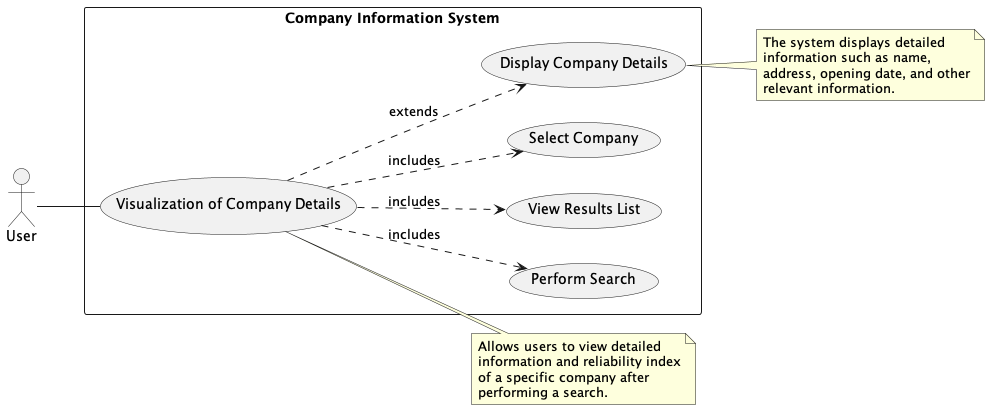 Company Information System
Display Company Details
The system displays detailed
information such as name,
address, opening date, and other
relevant information.
extends
Select Company
includes
Visualization of Company Details
includes
View Results List
User
includes
Perform Search
Allows users to view detailed
information and reliability index
of a specific company after
performing a search.